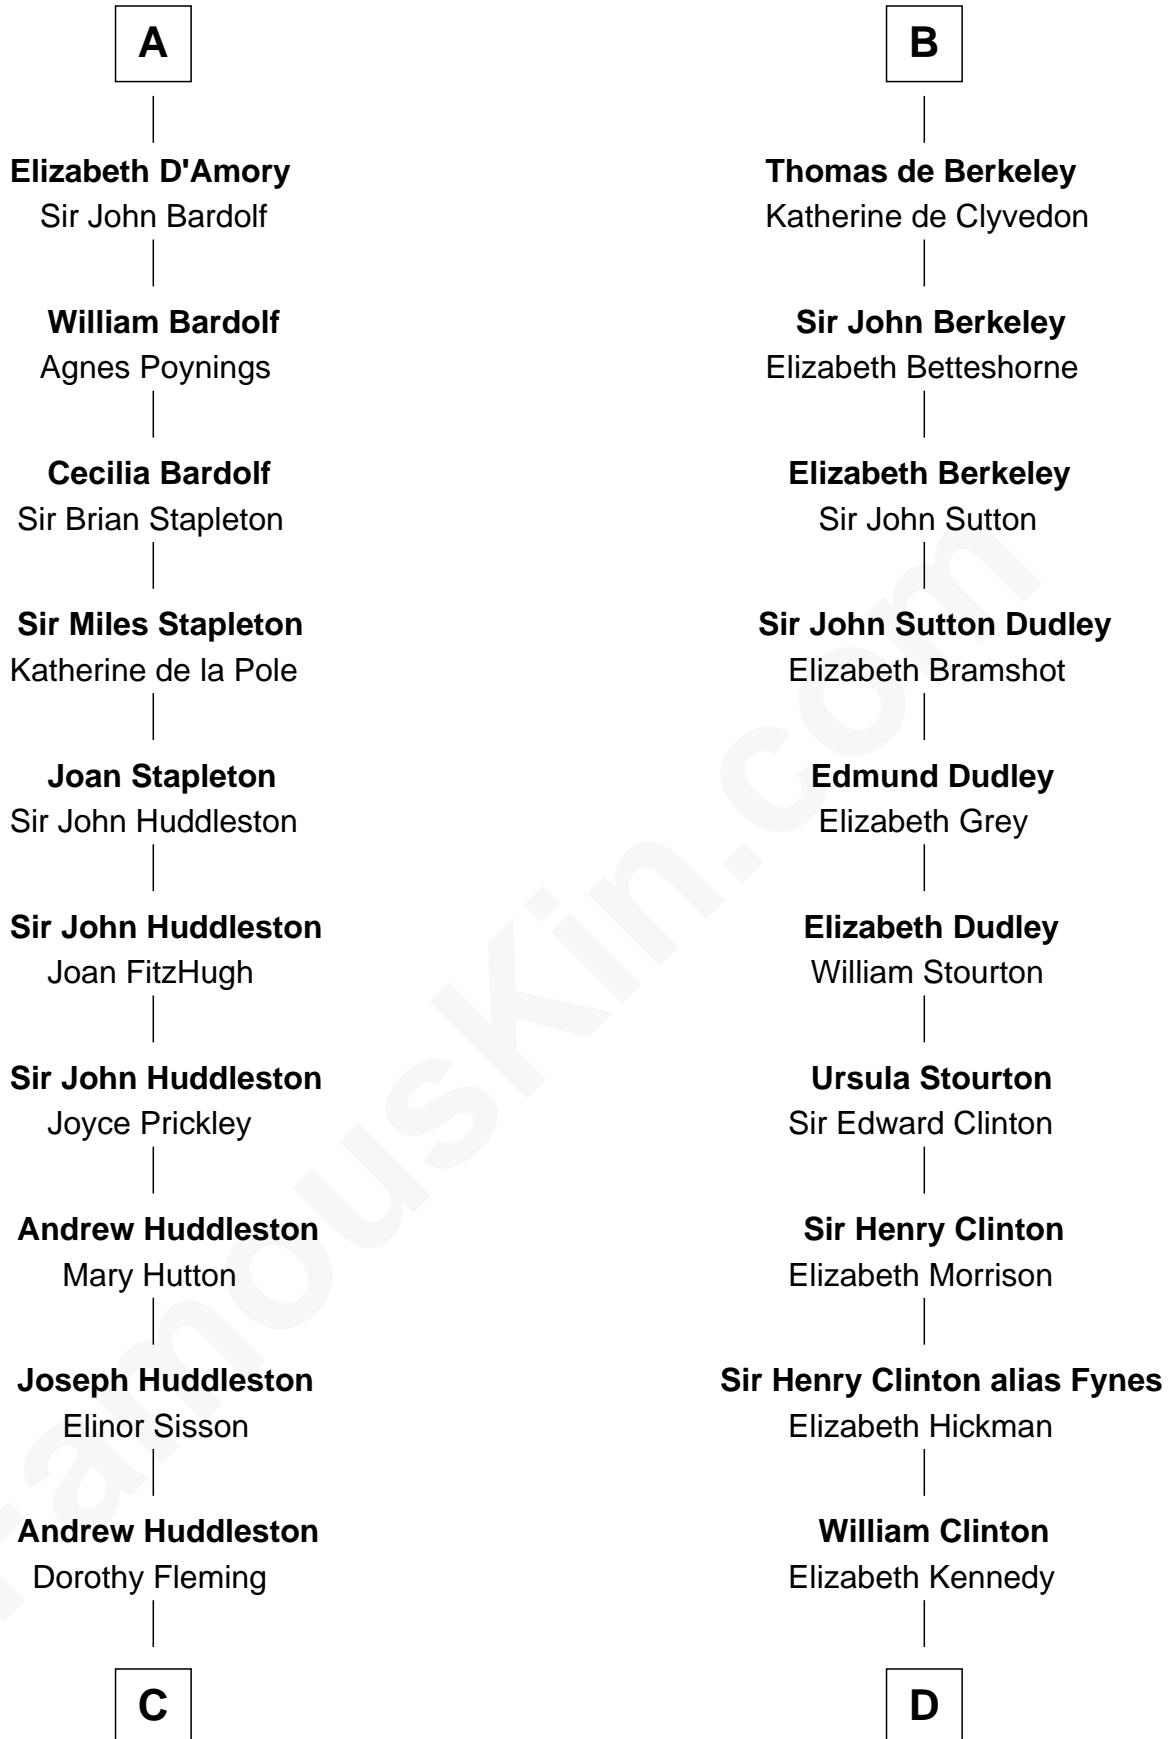 A
Elizabeth D'Amory
Sir John Bardolf
William Bardolf
Agnes Poynings
Cecilia Bardolf
Sir Brian Stapleton
Sir Miles Stapleton
Katherine de la Pole
Joan Stapleton
Sir John Huddleston
Sir John Huddleston
Joan FitzHugh
Sir John Huddleston
Joyce Prickley
Andrew Huddleston
Mary Hutton
Joseph Huddleston
Elinor Sisson
Andrew Huddleston
Dorothy Fleming
C
B
Thomas de Berkeley
Katherine de Clyvedon
Sir John Berkeley
Elizabeth Betteshorne
Elizabeth Berkeley
Sir John Sutton
Sir John Sutton Dudley
Elizabeth Bramshot
Edmund Dudley
Elizabeth Grey
Elizabeth Dudley
William Stourton
Ursula Stourton
Sir Edward Clinton
Sir Henry Clinton
Elizabeth Morrison
Sir Henry Clinton alias Fynes
Elizabeth Hickman
William Clinton
Elizabeth Kennedy
D
FamousKin.com